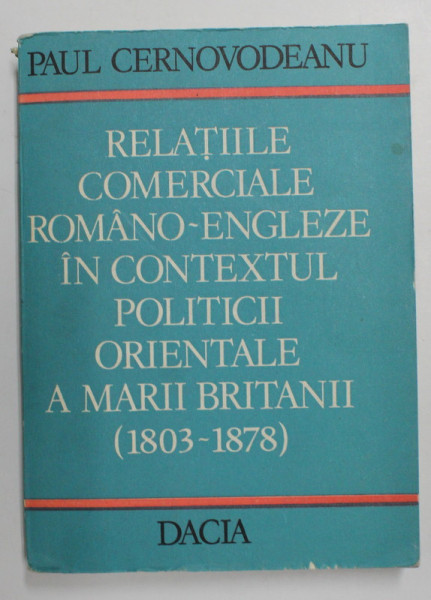 PAUL CERNOVODEANU
RELAȚIILE
COMERCIALE
ROMÂNO-ENGLEZE
ÎN CONTEXTUL
POLITICII
ORIENTALE
A MARII BRITANII
(1803-1878)
DACIA